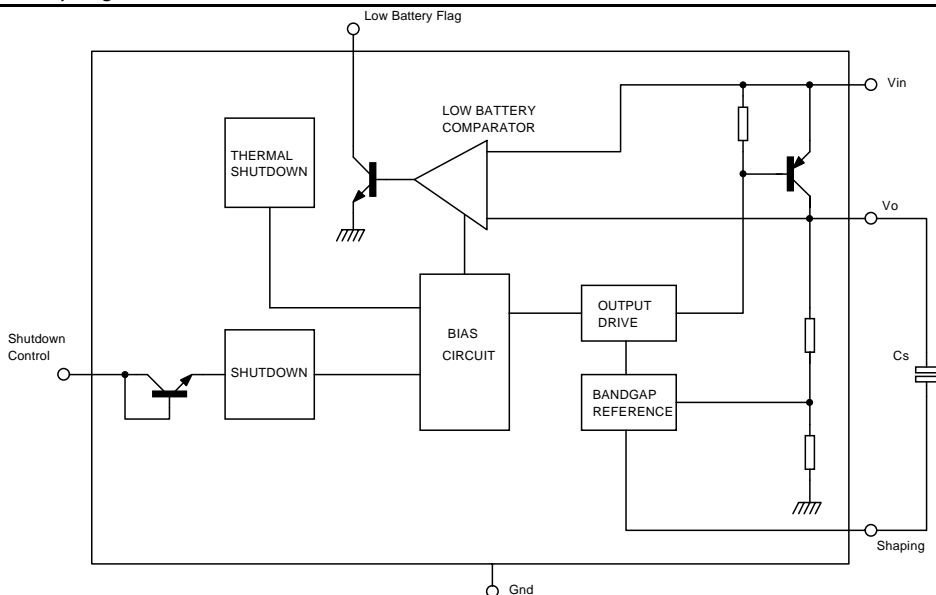 Low Battery Flag
Vin
LOW BATTERY
COMPARATOR
THERMAL
SHUTDOWN
Vo
OUTPUT
DRIVE
BIAS
CIRCUIT
Shutdown
Control
SHUTDOWN
Cs
BANDGAP
REFERENCE
Shaping
Gnd